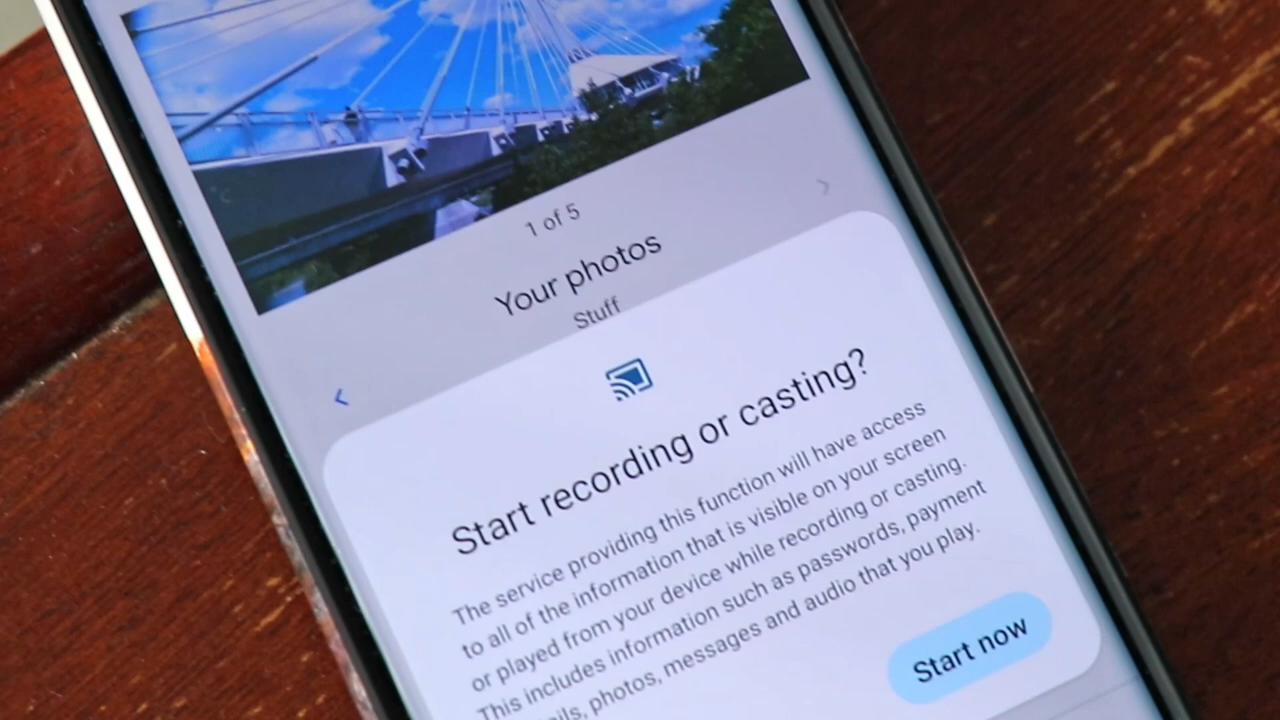 1 of 5
Your photos
Stuff
Start recording or casting?
The service providing this function will have access
to all of the information that is visible on your screen
or played from your device while recording or casting.
This includes information such as passwords, payment
photos, messages and audio that you play.
Start now